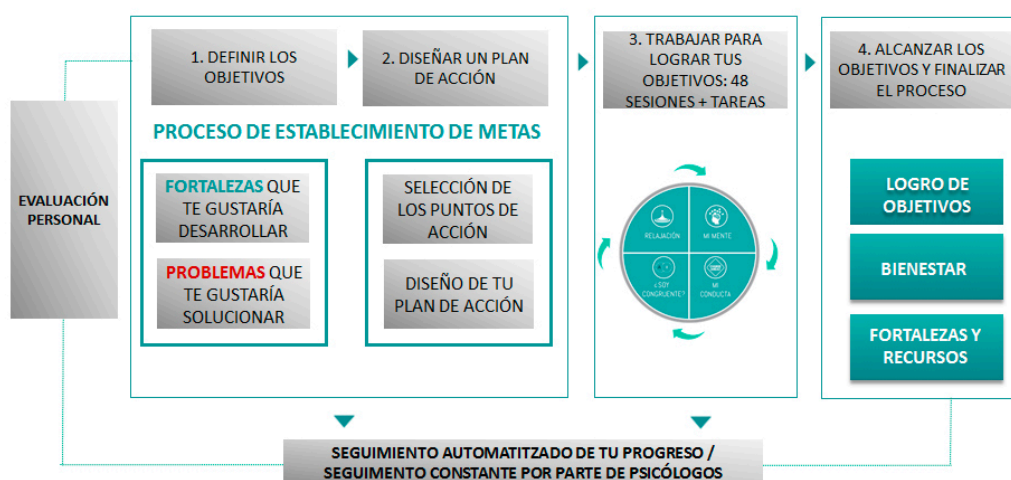 EVALUACIÓN
PERSONAL
1. DEFINIR LOS
OBJETIVOS
2. DISEÑAR UN PLAN
DE ACCIÓN
PROCESO DE ESTABLECIMIENTO DE METAS
FORTALEZAS QUE
TE GUSTARÍA
DESARROLLAR
PROBLEMAS QUE
TE GUSTARÍA
SOLUCIONAR
SELECCIÓN DE
LOS PUNTOS DE
ACCIÓN
DISEÑO DE TU
PLAN DE ACCIÓN
3. TRABAJAR PARA
LOGRAR TUS
OBJETIVOS: 48
SESIONES + TAREAS
RELAJACIÓN
MI MENTE
¿SOY
CONGRUENTE?
MI
CONDUCTA
4. ALCANZAR LOS
OBJETIVOS Y FINALIZAR
EL PROCESO
LOGRO DE
OBJETIVOS
BIENESTAR
FORTALEZAS Y
RECURSOS
SEGUIMIENTO AUTOMATITZADO DE TU PROGRESO /
SEGUIMENTO CONSTANTE POR PARTE DE PSICÓLOGOS